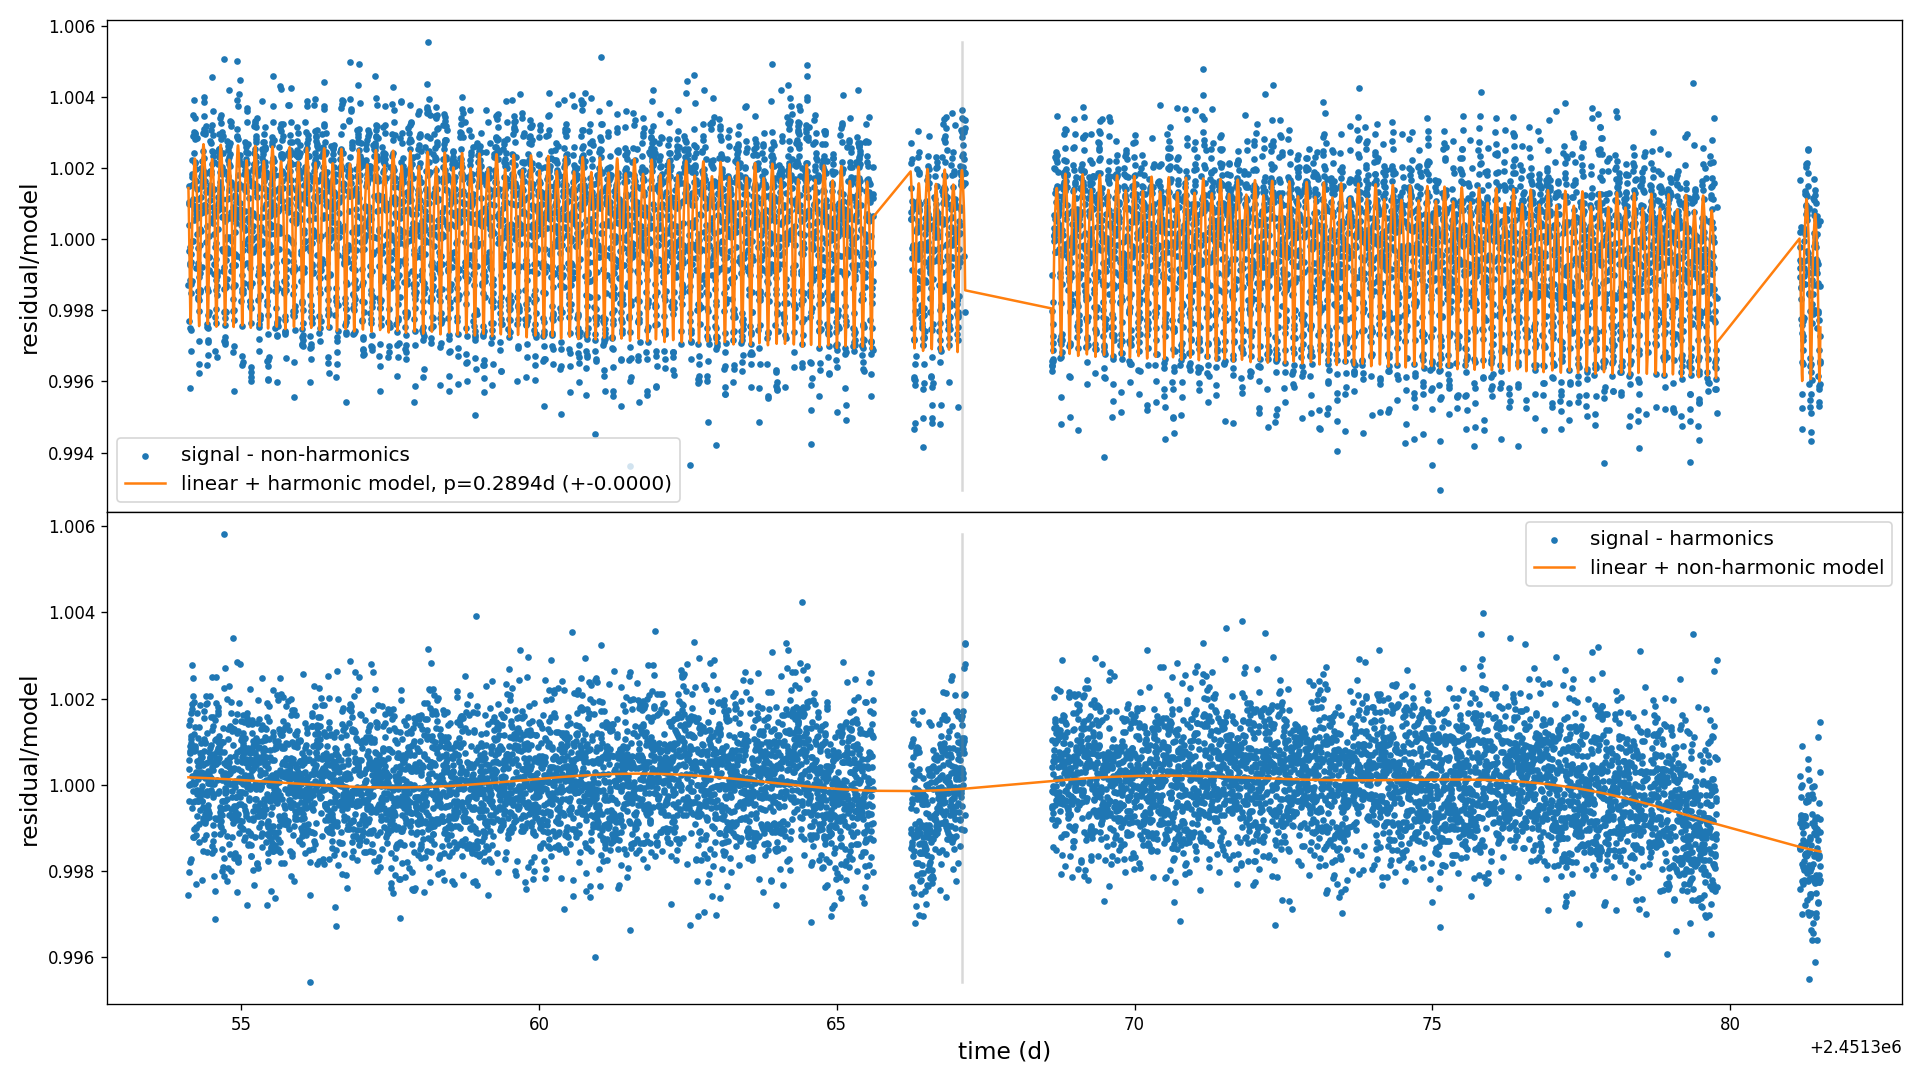 1.006
1.004
1.002
1.000
0.998
0.996
0.994
residual/model
signal - non-harmonics
linear + harmonic model, p=0.2894d (+-0.0000)
1.006
1.004
1.002
1.000
0.998
0.996
residual/model
signal - harmonics
linear + non-harmonic model
55 60 65 70 75 80
time (d)
+2.4513e6